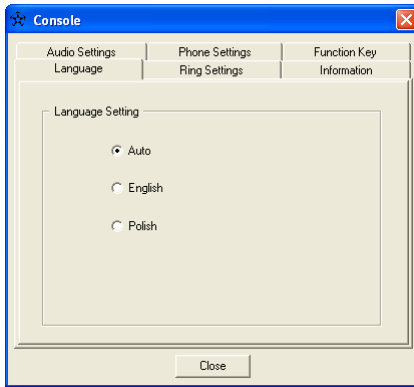 Console
Audio Settings Phone Settings Function Key
Language Ring Settings Information
Language Setting
Auto
English
Polish
Close